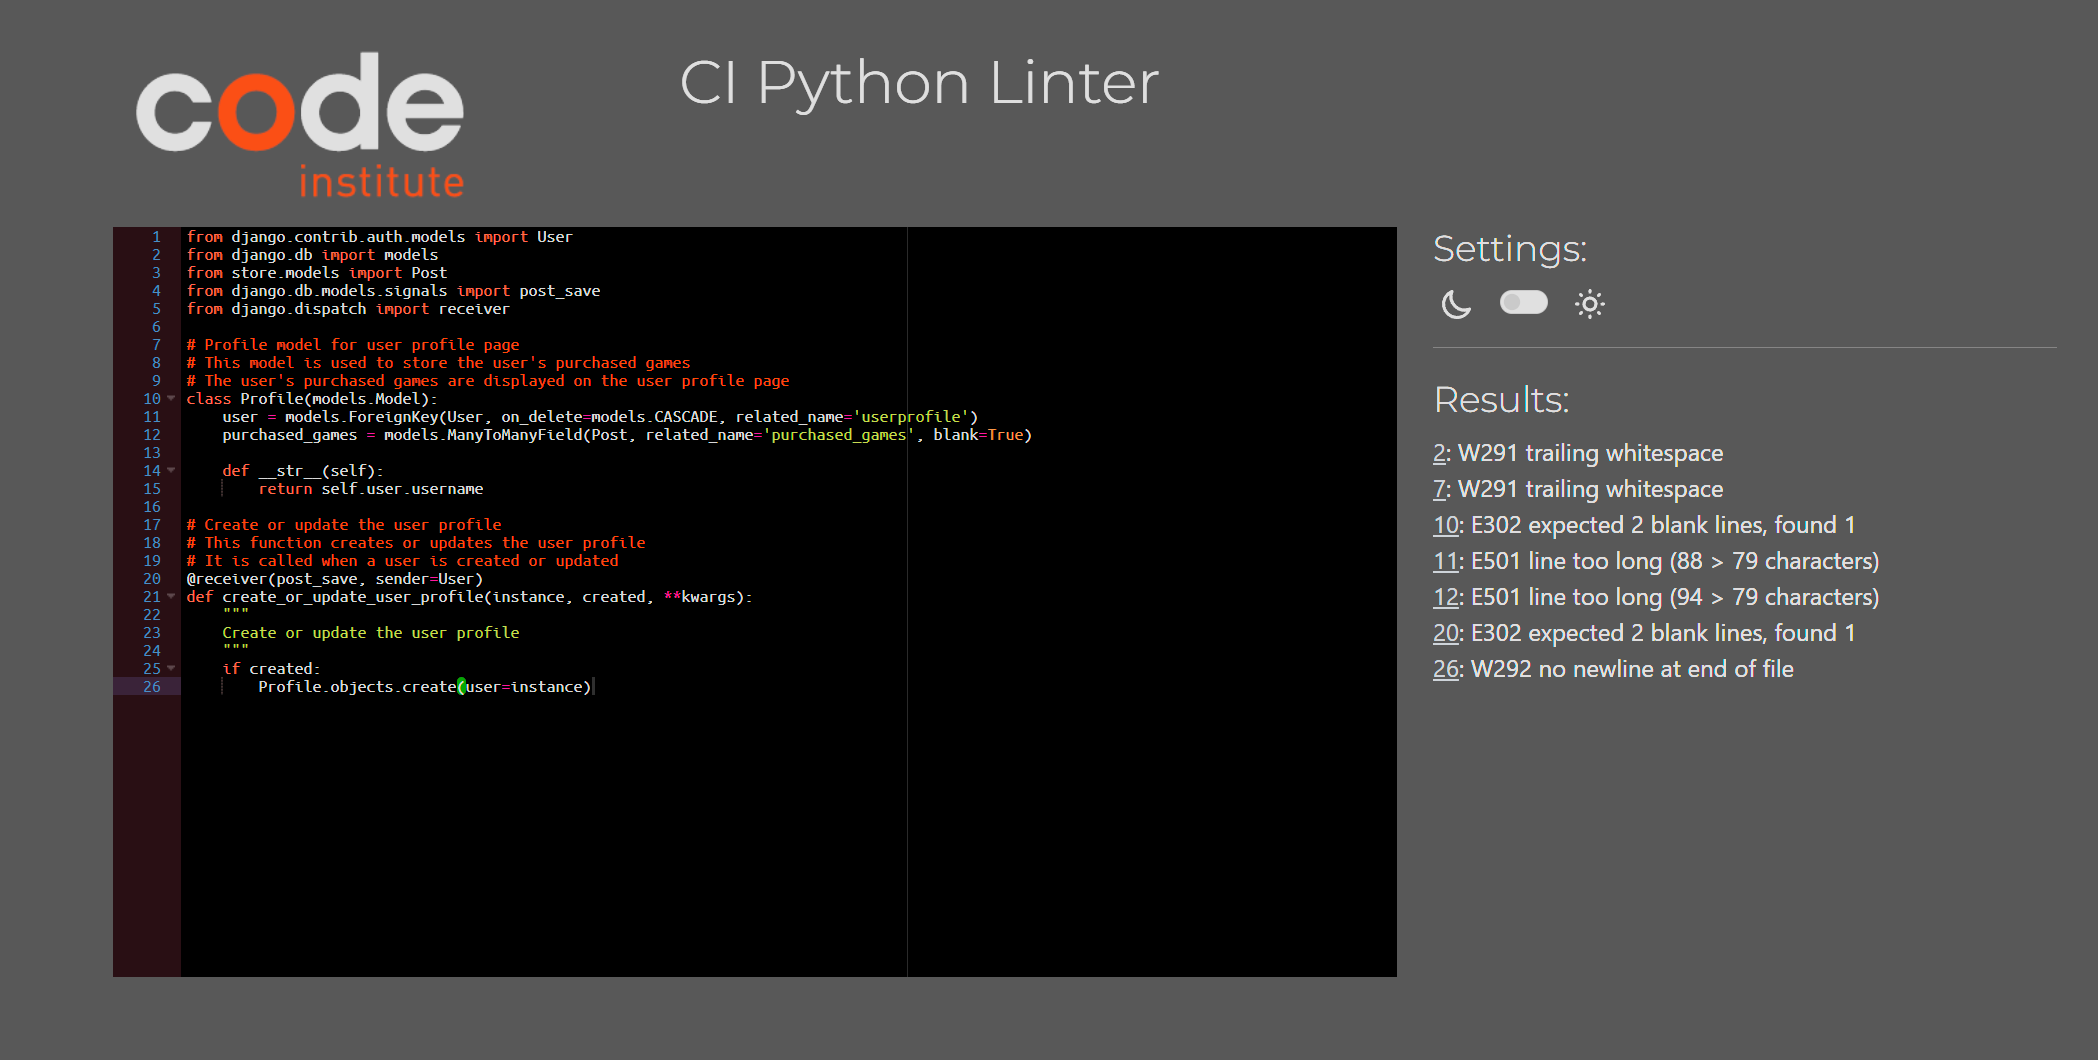 code
institute
CI Python Linter
1 from django.contrib.auth.models import User
2 from django.db import models
3 from store.models import Post
4 from django.db.models.signals import post_save
5 from django.dispatch import receiver
6
7 # Profile model for user profile page
8 # This model is used to store the user's purchased games
9 # The user's purchased games are displayed on the user profile page
10 class Profile(models.Model):
11     user = models.ForeignKey(User, on_delete=models.CASCADE, related_name='userprofile')
12     purchased_games = models.ManyToManyField(Post, related_name='purchased_games', blank=True)
13
14     def __str__(self):
15         return self.user.username
16
17 # Create or update the user profile
18 # This function creates or updates the user profile
19 # It is called when a user is created or updated
20 @receiver(post_save, sender=User)
21 def create_or_update_user_profile(instance, created, **kwargs):
22     """
23     Create or update the user profile
24     """
25     if created:
26         Profile.objects.create(user=instance)
Settings:
Results:
2: W291 trailing whitespace
7: W291 trailing whitespace
10: E302 expected 2 blank lines, found 1
11: E501 line too long (88 > 79 characters)
12: E501 line too long (94 > 79 characters)
20: E302 expected 2 blank lines, found 1
26: W292 no newline at end of file